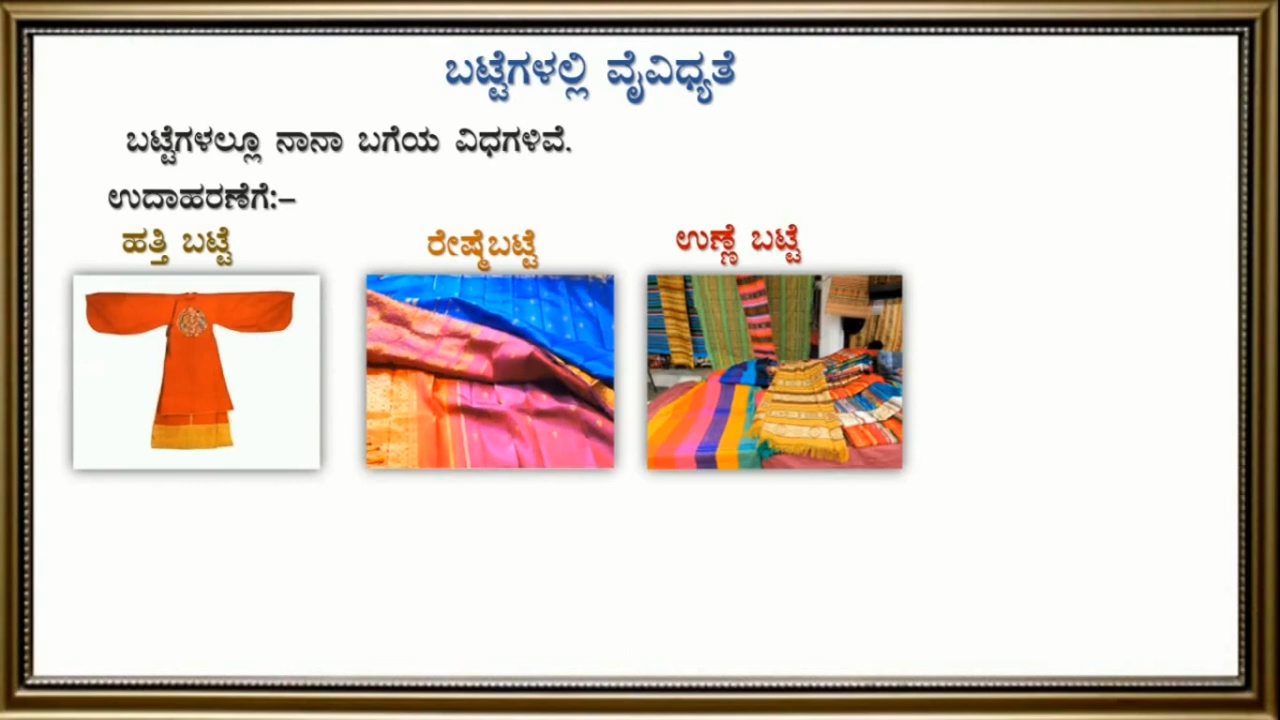 ಬಟ್ಟೆಗಳಲ್ಲಿ ವೈವಿಧ್ಯತೆ
ಬಟ್ಟೆಗಳಲ್ಲೂ ನಾನಾ ಬಗೆಯ ವಿಧಗಳಿವೆ.
ಉದಾಹರಣೆಗೆ:–
ಹತ್ತಿ ಬಟ್ಟೆ ರೇಷ್ಮೆಬಟ್ಟೆ ಉಣ್ಣೆ ಬಟ್ಟೆ